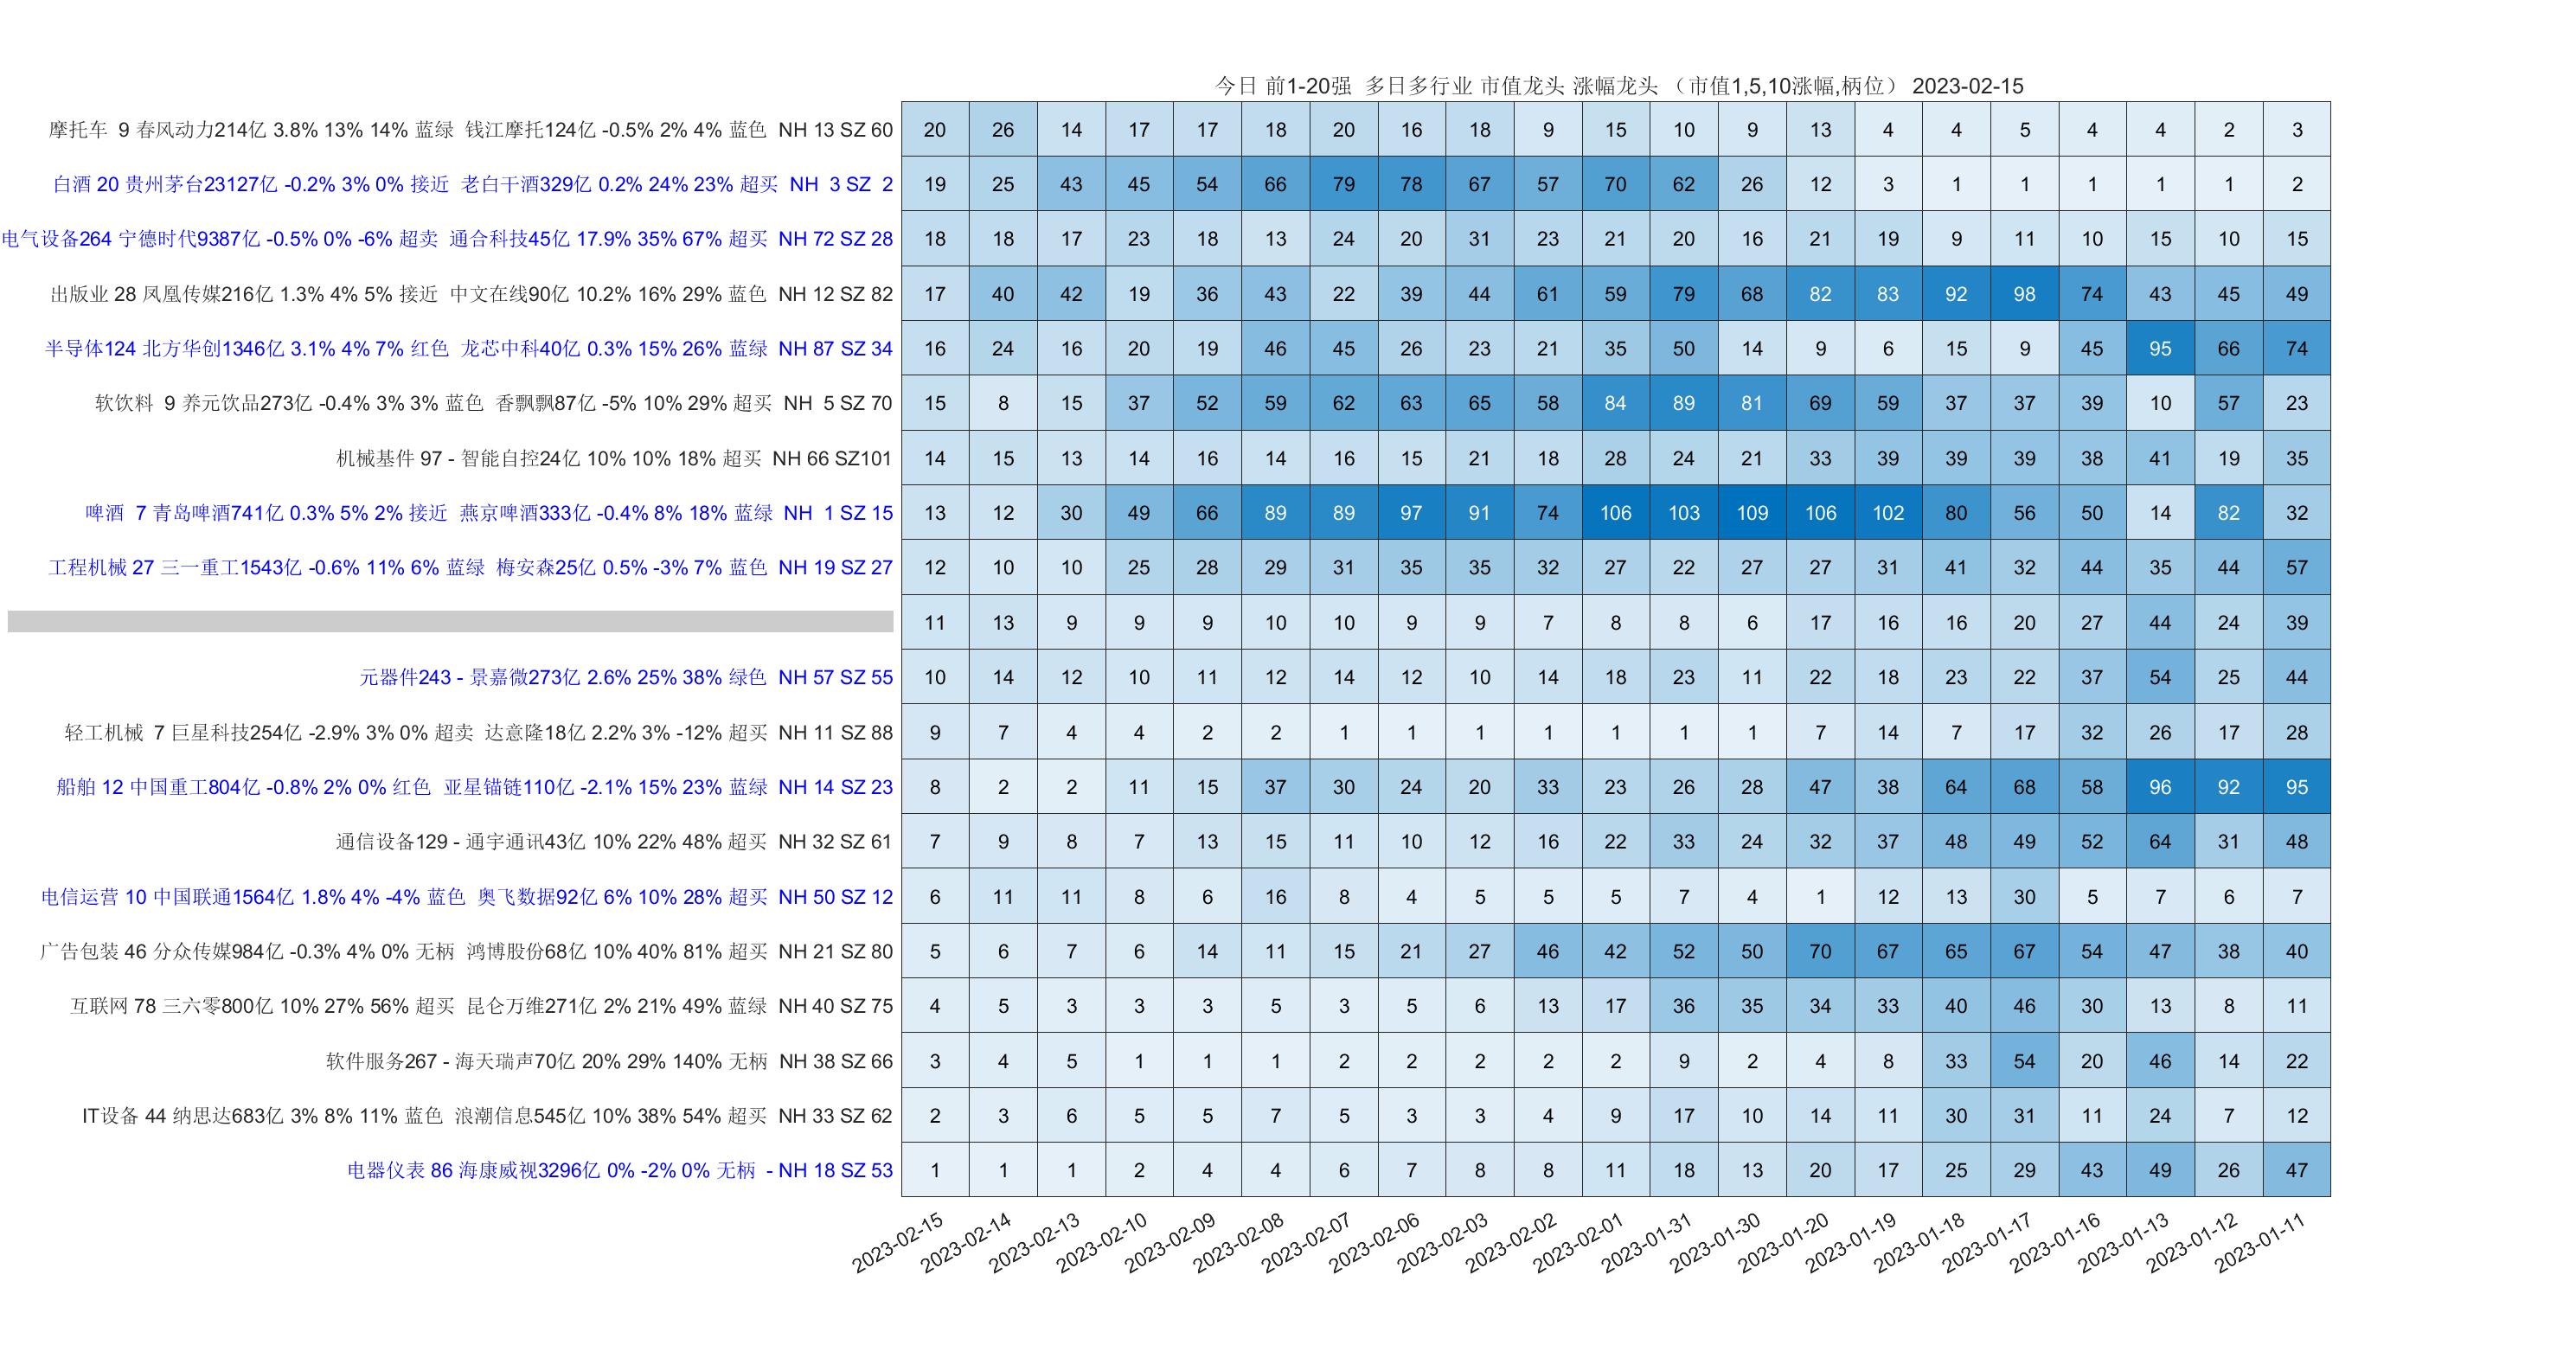 今日 前1-20强 多日多行业 市值龙头 涨幅龙头 （市值1,5,10涨幅,柄位） 2023-02-15
摩托车 9 春风动力214亿 3.8% 13% 14% 蓝绿 钱江摩托124亿 -0.5% 2% 4% 蓝色 NH 13 SZ 60 20 26 14 17 17 18 20 16 18 9 15 10 9 13 4 4 5 4 4 2 3
白酒 20 贵州茅台23127亿 -0.2% 3% 0% 接近 老白干酒329亿 0.2% 24% 23% 超买 NH 3 SZ 2 19 25 43 45 54 66 79 78 67 57 70 62 26 12 3 1 1 1 1 1 2
电气设备264 宁德时代9387亿 -0.5% 0% -6% 超卖 通合科技45亿 17.9% 35% 67% 超买 NH 72 SZ 28 18 18 17 23 18 13 24 20 31 23 21 20 16 21 19 9 11 10 15 10 15
出版业 28 凤凰传媒216亿 1.3% 4% 5% 接近 中文在线90亿 10.2% 16% 29% 蓝色 NH 12 SZ 82 17 40 42 19 36 43 22 39 44 61 59 79 68 82 83 92 98 74 43 45 49
半导体124 北方华创1346亿 3.1% 4% 7% 红色 龙芯中科40亿 0.3% 15% 26% 蓝绿 NH 87 SZ 34 16 24 16 20 19 46 45 26 23 21 35 50 14 9 6 15 9 45 95 66 74
软饮料 9 养元饮品273亿 -0.4% 3% 3% 蓝色 香飘飘87亿 -5% 10% 29% 超买 NH 5 SZ 70 15 8 15 37 52 59 62 63 65 58 84 89 81 69 59 37 37 39 10 57 23
机械基件 97 - 智能自控24亿 10% 10% 18% 超买 NH 66 SZ101 14 15 13 14 16 14 16 15 21 18 28 24 21 33 39 39 39 38 41 19 35
啤酒 7 青岛啤酒741亿 0.3% 5% 2% 接近 燕京啤酒333亿 -0.4% 8% 18% 蓝绿 NH 1 SZ 15 13 12 30 49 66 89 89 97 91 74 106 103 109 106 102 80 56 50 14 82 32
工程机械 27 三一重工1543亿 -0.6% 11% 6% 蓝绿 梅安森25亿 0.5% -3% 7% 蓝色 NH 19 SZ 27 12 10 10 25 28 29 31 35 35 32 27 22 27 27 31 41 32 44 35 44 57
11 13 9 9 9 10 10 9 9 7 8 8 6 17 16 16 20 27 44 24 39
元器件243 - 景嘉微273亿 2.6% 25% 38% 绿色 NH 57 SZ 55 10 14 12 10 11 12 14 12 10 14 18 23 11 22 18 23 22 37 54 25 44
轻工机械 7 巨星科技254亿 -2.9% 3% 0% 超卖 达意隆18亿 2.2% 3% -12% 超买 NH 11 SZ 88 9 7 4 4 2 2 1 1 1 1 1 1 1 7 14 7 17 32 26 17 28
船舶 12 中国重工804亿 -0.8% 2% 0% 红色 亚星锚链110亿 -2.1% 15% 23% 蓝绿 NH 14 SZ 23 8 2 2 11 15 37 30 24 20 33 23 26 28 47 38 64 68 58 96 92 95
通信设备129 - 通宇通讯43亿 10% 22% 48% 超买 NH 32 SZ 61 7 9 8 7 13 15 11 10 12 16 22 33 24 32 37 48 49 52 64 31 48
电信运营 10 中国联通1564亿 1.8% 4% -4% 蓝色 奥飞数据92亿 6% 10% 28% 超买 NH 50 SZ 12 6 11 11 8 6 16 8 4 5 5 5 7 4 1 12 13 30 5 7 6 7
广告包装 46 分众传媒984亿 -0.3% 4% 0% 无柄 鸿博股份68亿 10% 40% 81% 超买 NH 21 SZ 80 5 6 7 6 14 11 15 21 27 46 42 52 50 70 67 65 67 54 47 38 40
互联网 78 三六零800亿 10% 27% 56% 超买 昆仑万维271亿 2% 21% 49% 蓝绿 NH 40 SZ 75 4 5 3 3 3 5 3 5 6 13 17 36 35 34 33 40 46 30 13 8 11
软件服务267 - 海天瑞声70亿 20% 29% 140% 无柄 NH 38 SZ 66 3 4 5 1 1 1 2 2 2 2 2 9 2 4 8 33 54 20 46 14 22
IT设备 44 纳思达683亿 3% 8% 11% 蓝色 浪潮信息545亿 10% 38% 54% 超买 NH 33 SZ 62 2 3 6 5 5 7 5 3 3 4 9 17 10 14 11 30 31 11 24 7 12
电器仪表 86 海康威视3296亿 0% -2% 0% 无柄 - NH 18 SZ 53 1 1 1 2 4 4 6 7 8 8 11 18 13 20 17 25 29 43 49 26 47
2023-02-15 2023-02-14 2023-02-13 2023-02-10 2023-02-09 2023-02-08 2023-02-07 2023-02-06 2023-02-03 2023-02-02 2023-02-01 2023-01-31 2023-01-30 2023-01-20 2023-01-19 2023-01-18 2023-01-17 2023-01-16 2023-01-13 2023-01-12 2023-01-11